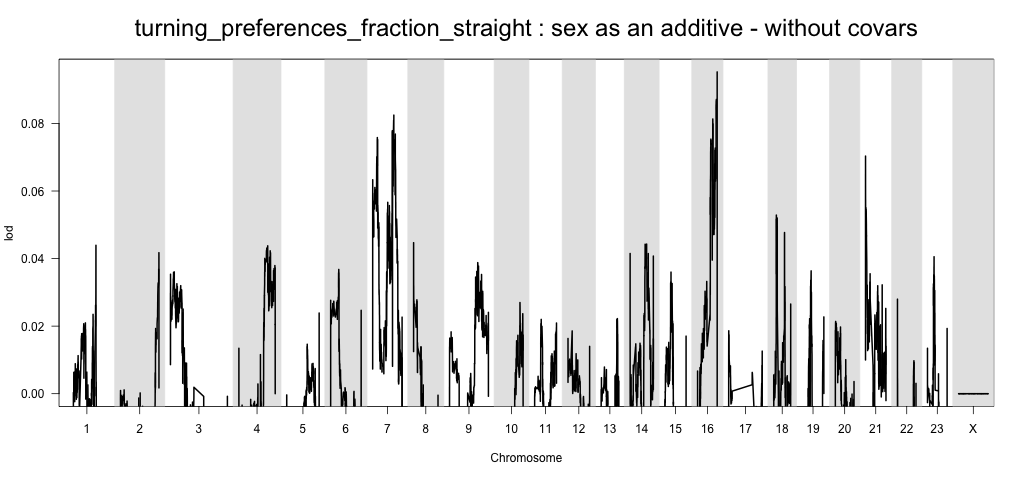 turning_preferences_fraction_straight : sex as an additive - without covars
lod
0.08
0.06
0.04
0.02
0.00
1 2 3 4 5 6 7 8 9 10 11 12 13 14 15 16 17 18 19 20 21 22 23 X
Chromosome